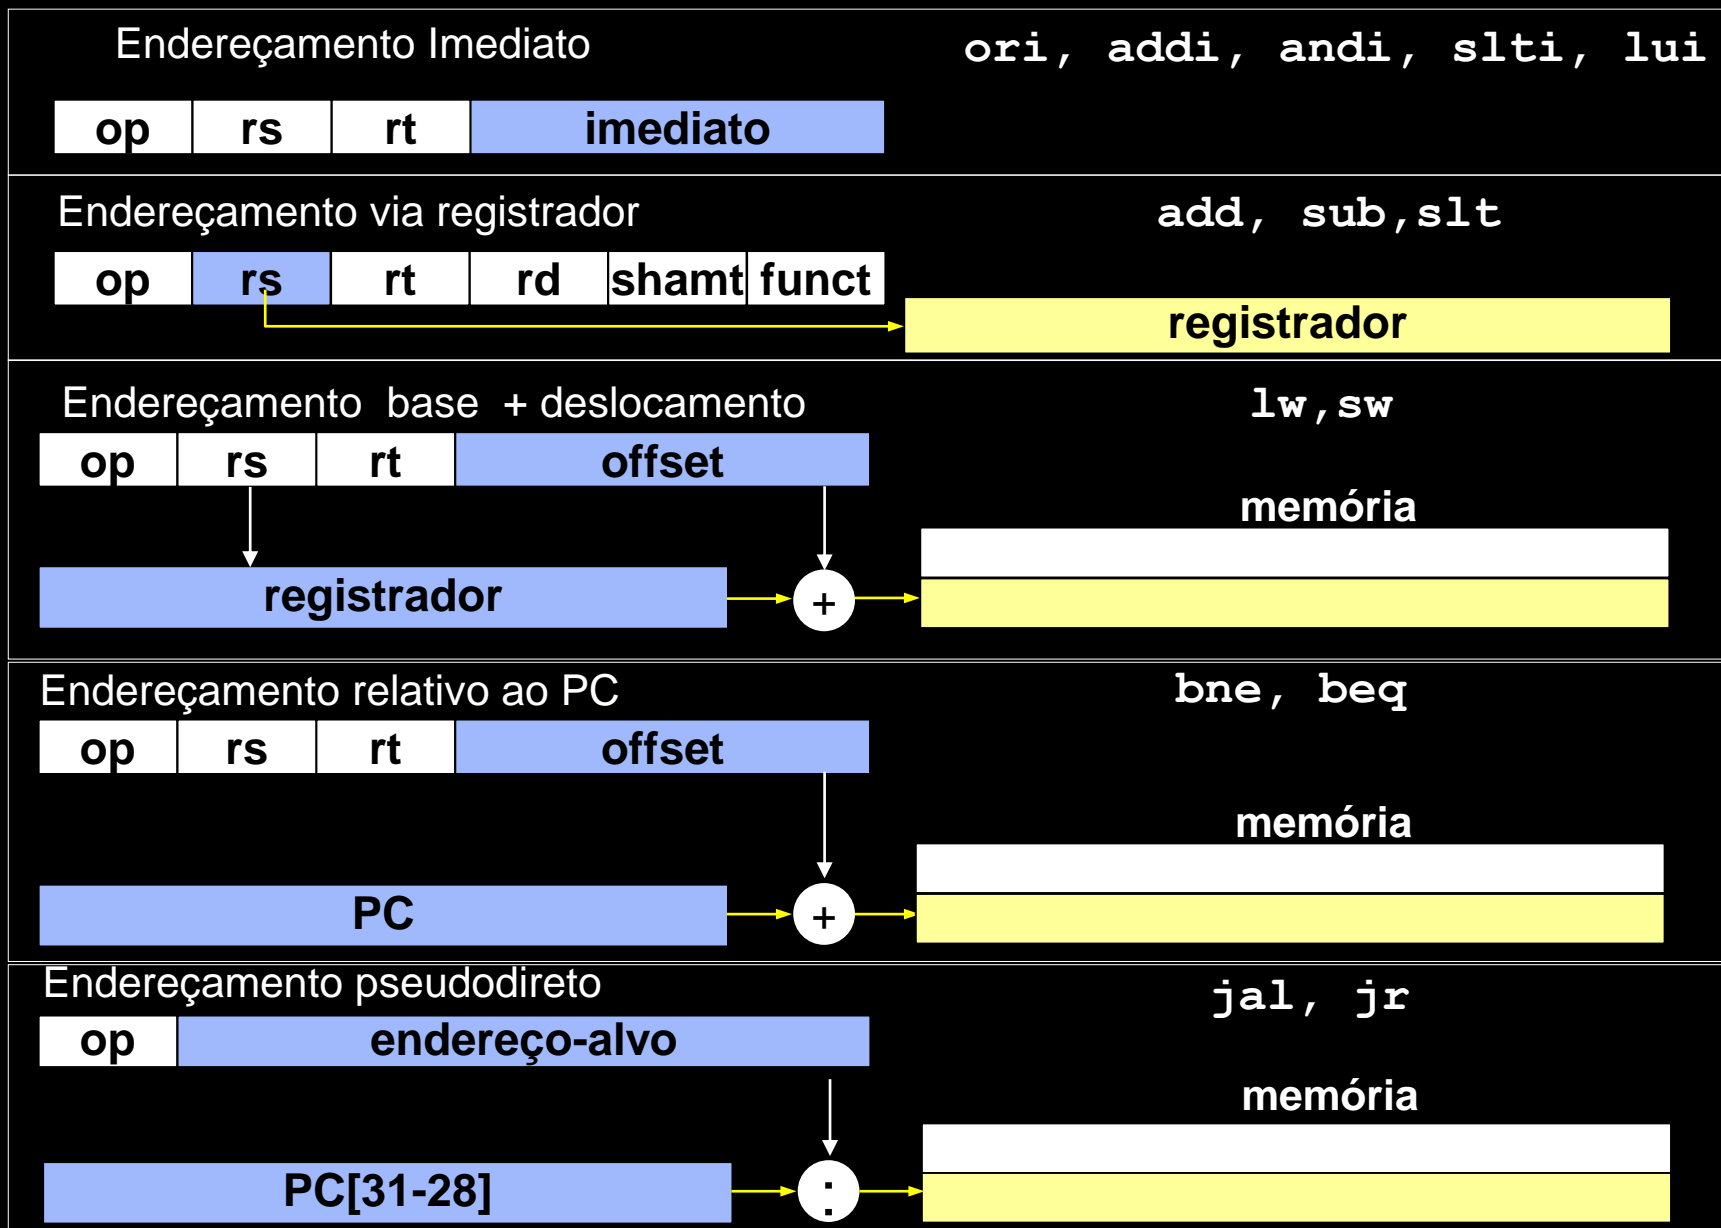 Endereçamento Imediato
ori, addi, andi, slti, lui
op rs rt imediato
Endereçamento via registrador
add, sub,slt
op rs rt rd shamt funct
registrador
Endereçamento base + deslocamento
lw,sw
op rs rt offset
memória
registrador
+
Endereçamento relativo ao PC
bne, beq
op rs rt offset
memória
PC
+
Endereçamento pseudodireto
jal, jr
op endereço-alvo
memória
PC[31-28]
: